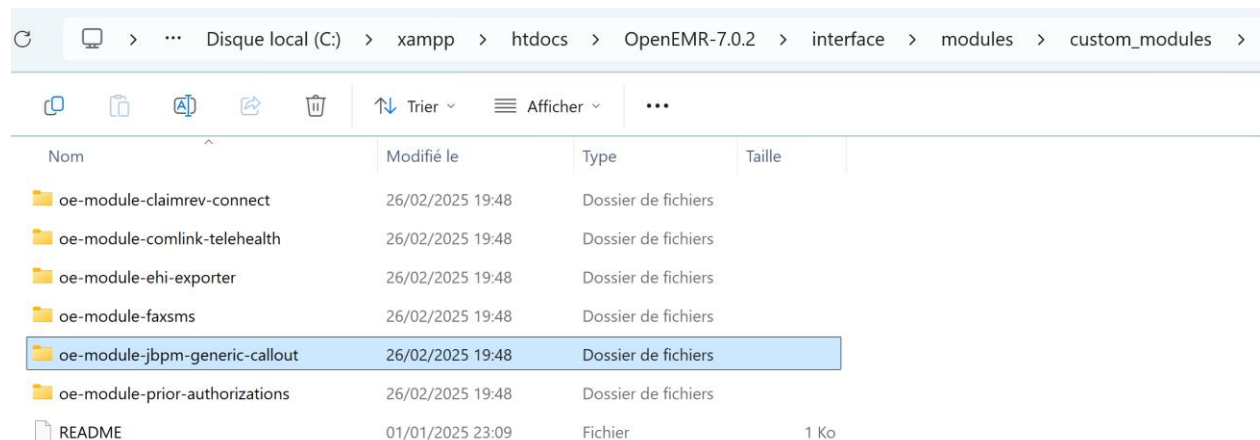 ... Disque local (C:) > xampp > htdocs > OpenEMR-7.0.2 > interface > modules > custom_modules >
Trier Afficher ...
Nom Modifié le Type Taille
oe-module-claimrev-connect 26/02/2025 19:48 Dossier de fichiers
oe-module-comlink-telehealth 26/02/2025 19:48 Dossier de fichiers
oe-module-ehi-exporter 26/02/2025 19:48 Dossier de fichiers
oe-module-faxsms 26/02/2025 19:48 Dossier de fichiers
oe-module-jbpm-generic-callout 26/02/2025 19:48 Dossier de fichiers
oe-module-prior-authorizations 26/02/2025 19:48 Dossier de fichiers
README 01/01/2025 23:09 Fichier 1 Ko